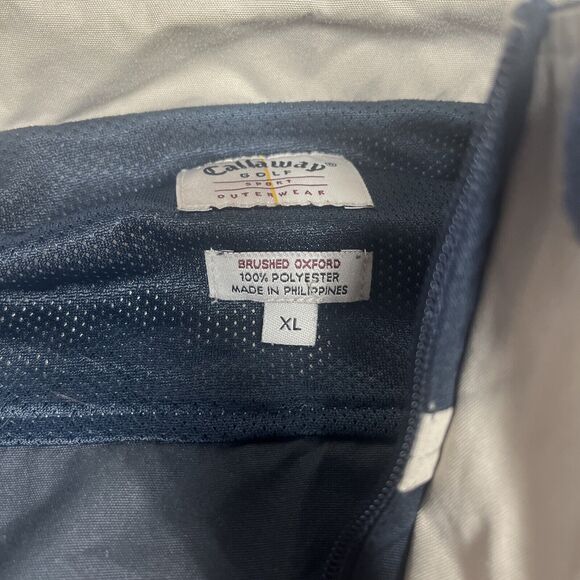 Callaway®
GOLF
SPORT
OUTERWEAR
BRUSHED OXFORD
100% POLYESTER
MADE IN PHILIPPINES
XL